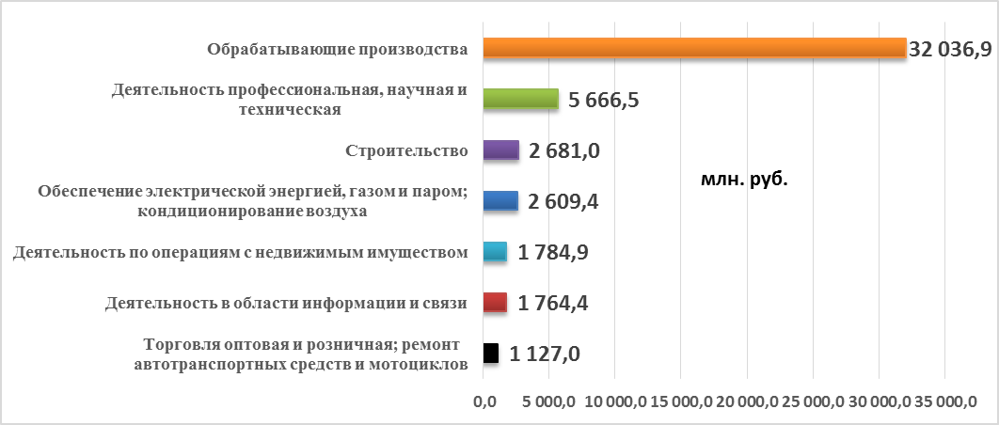 Обрабатывающие производства
32 036,9
Деятельность профессиональная, научная и
техническая
5 666,5
Строительство
2 681,0
млн. руб.
Обеспечение электрической энергией, газом и паром;
кондиционирование воздуха
2 609,4
Деятельность по операциям с недвижимым имуществом
1 784,9
Деятельность в области информации и связи
1 764,4
Торговля оптовая и розничная; ремонт
автотранспортных средств и мотоциклов
1 127,0
0,0 5 000,0 10 000,0 15 000,0 20 000,0 25 000,0 30 000,0 35 000,0